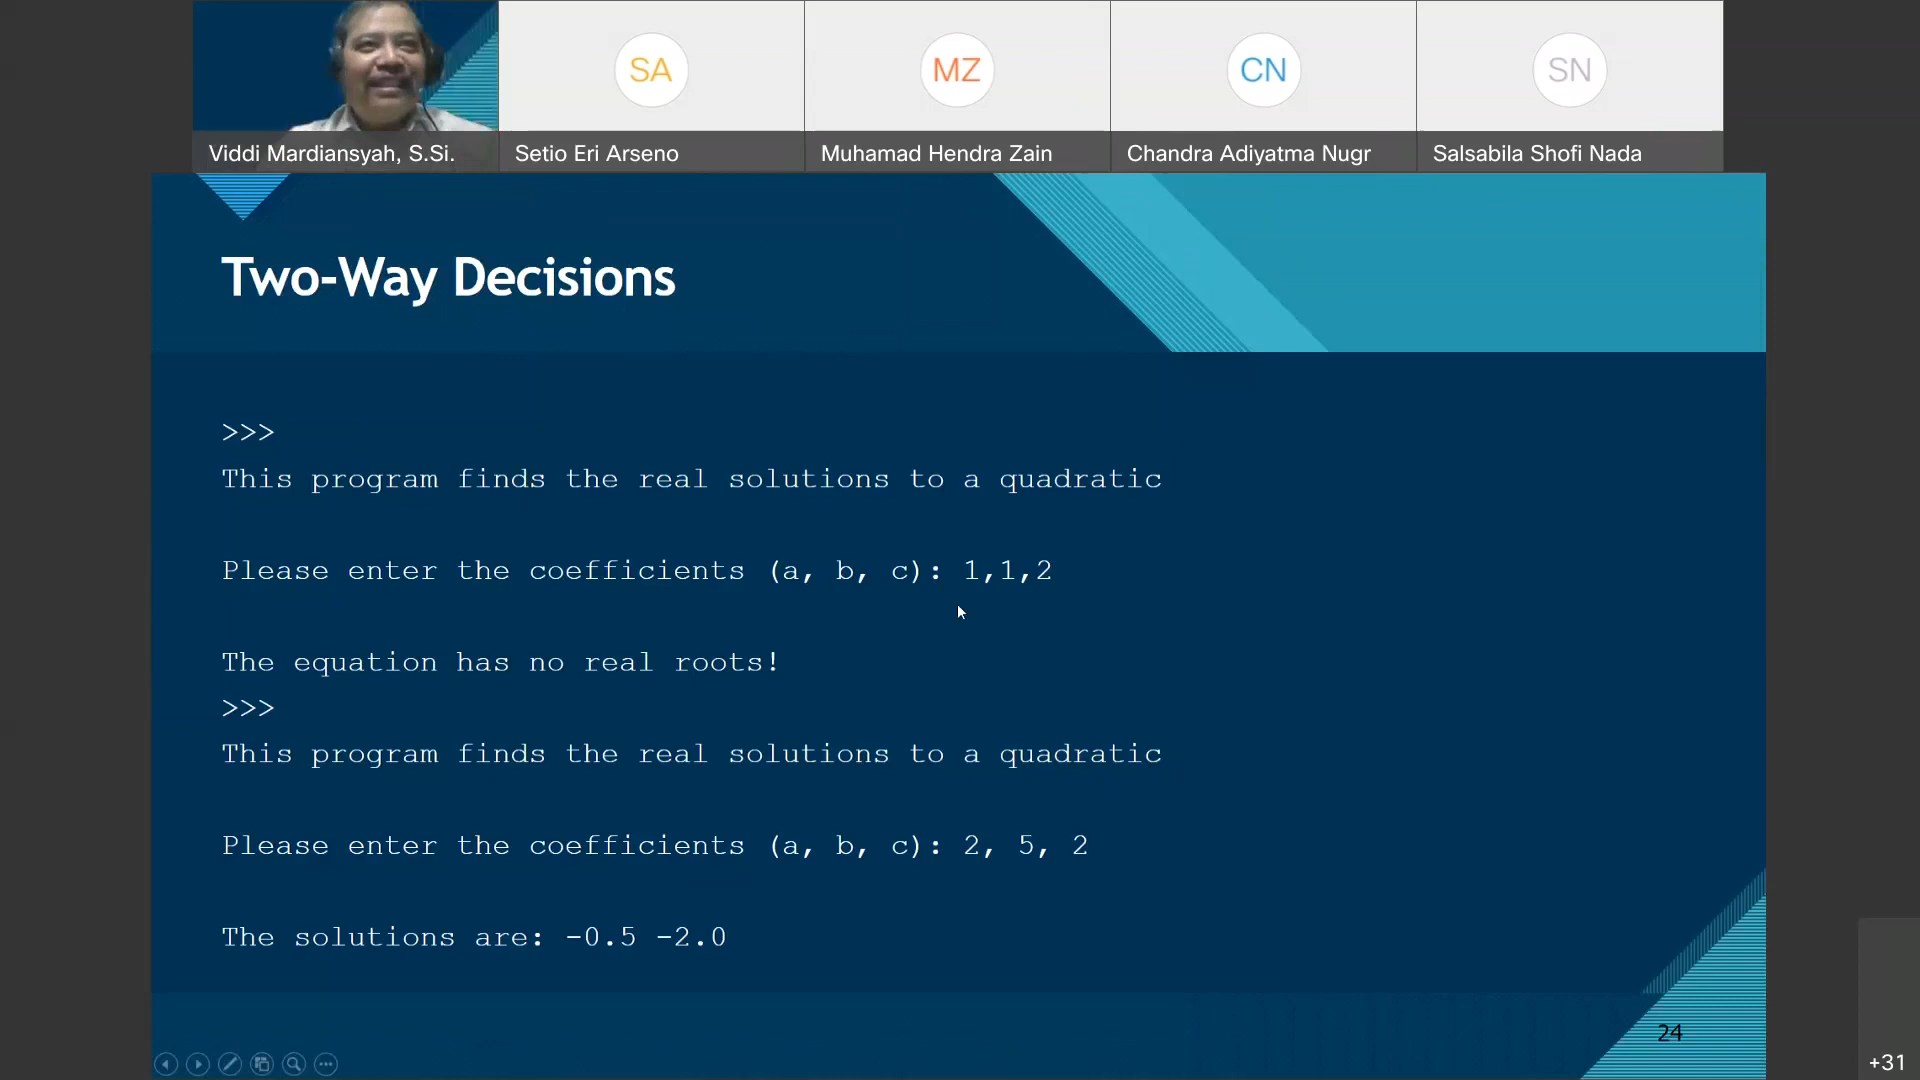 SA
MZ
CN
SN
Viddi Mardiansyah, S.Si.
Setio Eri Arseno
Muhamad Hendra Zain
Chandra Adiyatma Nugr
Salsabila Shofi Nada
Two-Way Decisions
>>>
This program finds the real solutions to a quadratic
Please enter the coefficients (a, b, c): 1,1,2
The equation has no real roots!
>>>
This program finds the real solutions to a quadratic
Please enter the coefficients (a, b, c): 2, 5, 2
The solutions are: -0.5 -2.0
24
+31